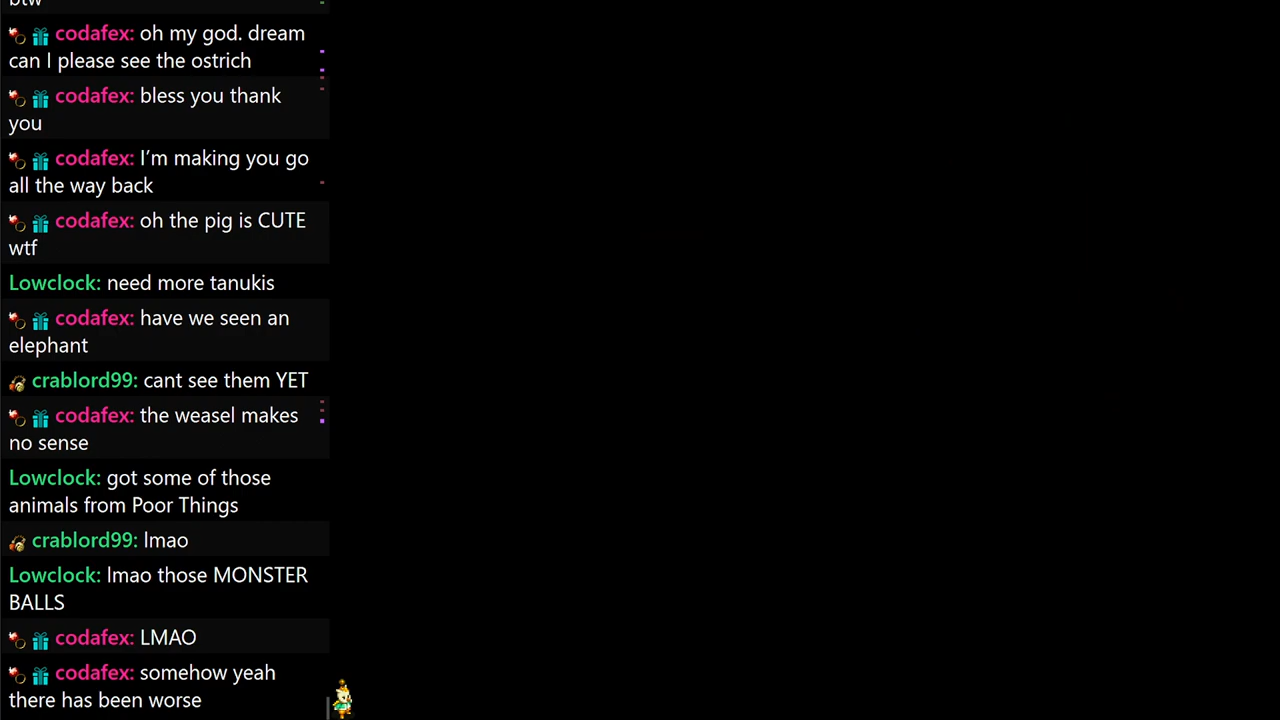 btw
codafex: oh my god. dream
can I please see the ostrich
codafex: bless you thank
you
codafex: I’m making you go
all the way back
codafex: oh the pig is CUTE
wtf
Lowclock: need more tanukis
codafex: have we seen an
elephant
crablord99: cant see them YET
codafex: the weasel makes
no sense
Lowclock: got some of those
animals from Poor Things
crablord99: lmao
Lowclock: lmao those MONSTER
BALLS
codafex: LMAO
codafex: somehow yeah
there has been worse